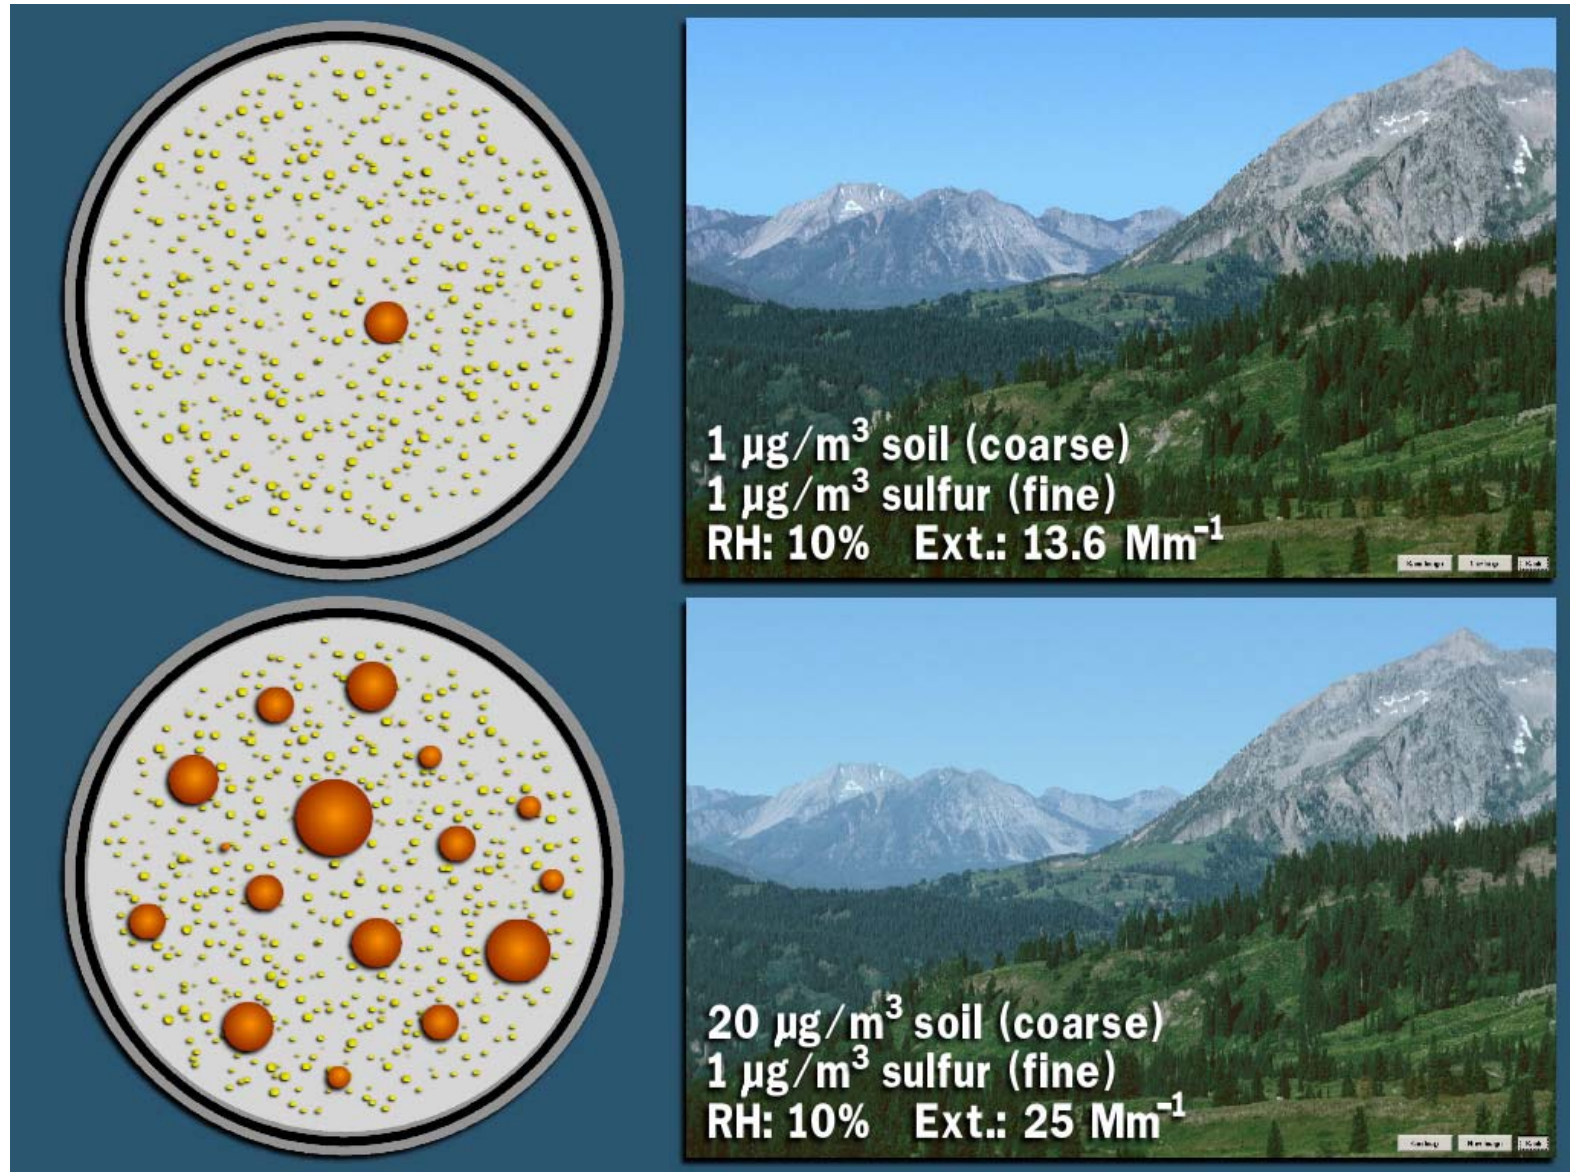 1 µg/m³ soil (coarse)
1 µg/m³ sulfur (fine)
RH: 10% Ext.: 13.6 Mm⁻¹
20 µg/m³ soil (coarse)
1 µg/m³ sulfur (fine)
RH: 10% Ext.: 25 Mm⁻¹